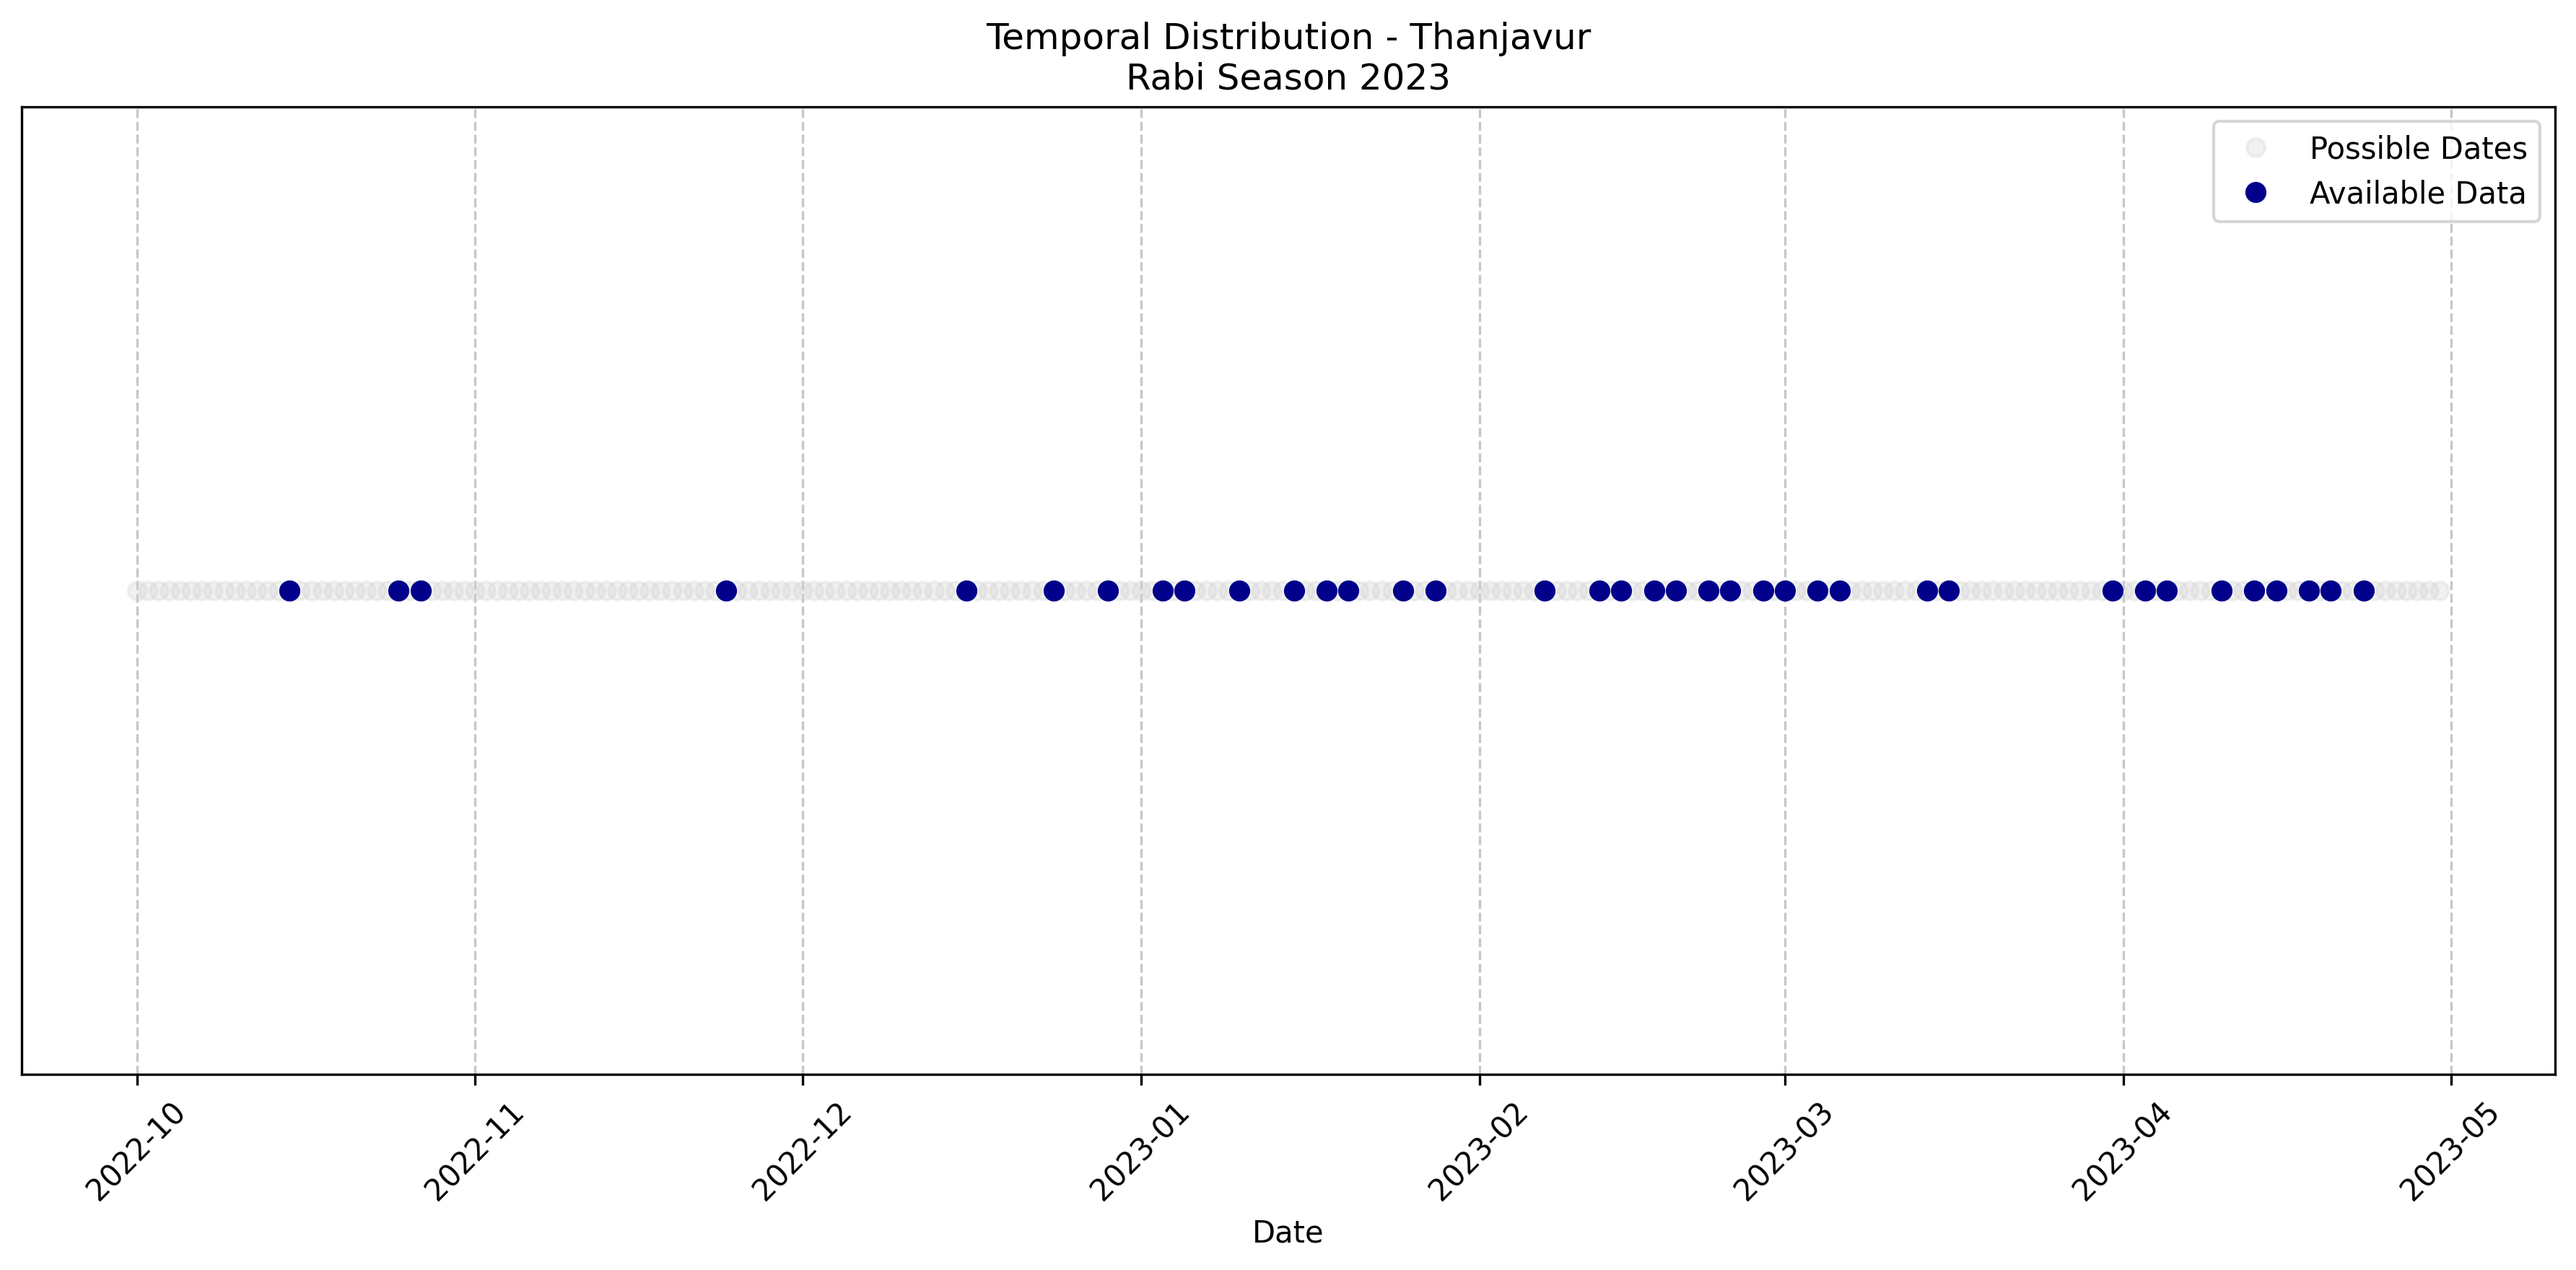 Temporal Distribution - Thanjavur
Rabi Season 2023
Possible Dates
Available Data
2022-10
2022-11
2022-12
2023-01
2023-02
2023-03
2023-04
2023-05
Date